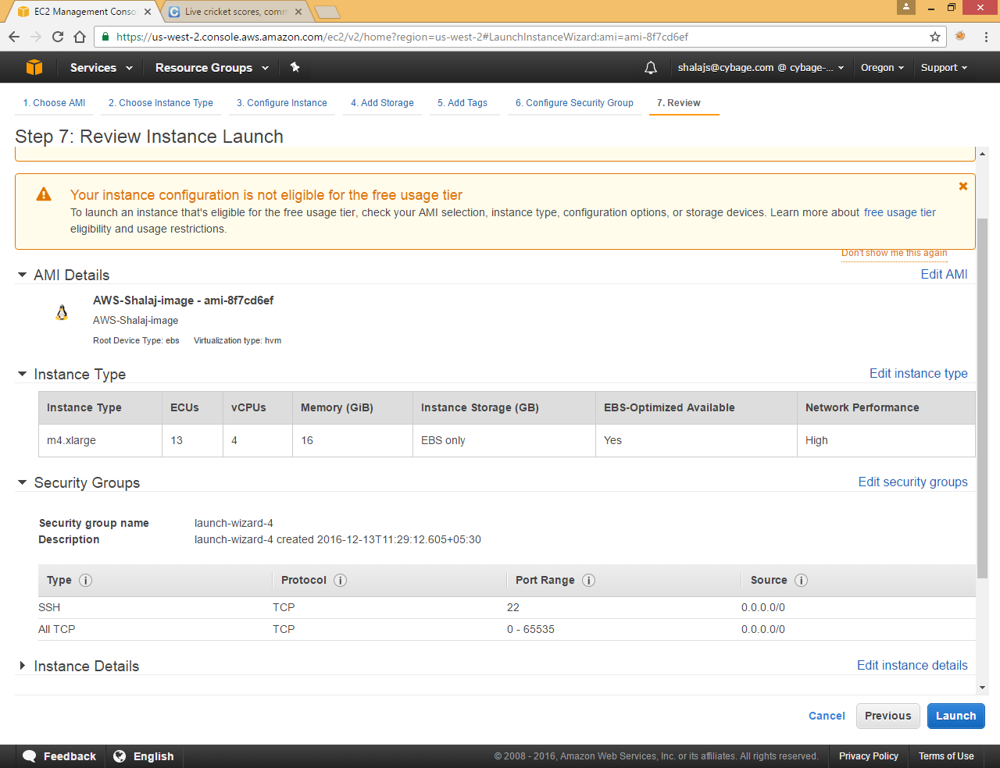 EC2 Management Conso
Live cricket scores, comm
https://us-west-2.console.aws.amazon.com/ec2/v2/home?region=us-west-2#LaunchInstanceWizard:ami=ami-8f7cd6ef
Services Resource Groups shalajs@cybage.com @ cybage-... Oregon Support
1. Choose AMI 2. Choose Instance Type 3. Configure Instance 4. Add Storage 5. Add Tags 6. Configure Security Group 7. Review
Step 7: Review Instance Launch
Your instance configuration is not eligible for the free usage tier
To launch an instance that's eligible for the free usage tier, check your AMI selection, instance type, configuration options, or storage devices. Learn more about free usage tier
eligibility and usage restrictions.
Don't show me this again
AMI Details Edit AMI
AWS-Shalaj-image - ami-8f7cd6ef
AWS-Shalaj-image
Root Device Type: ebs Virtualization type: hvm
Instance Type Edit instance type
Instance Type ECUs vCPUs Memory (GiB) Instance Storage (GB) EBS-Optimized Available Network Performance
m4.xlarge 13 4 16 EBS only Yes High
Security Groups Edit security groups
Security group name launch-wizard-4
Description launch-wizard-4 created 2016-12-13T11:29:12.605+05:30
Type Protocol Port Range Source
SSH TCP 22 0.0.0.0/0
All TCP TCP 0 - 65535 0.0.0.0/0
Instance Details Edit instance details
Cancel Previous Launch
Feedback English © 2008 - 2016, Amazon Web Services, Inc. or its affiliates. All rights reserved. Privacy Policy Terms of Use